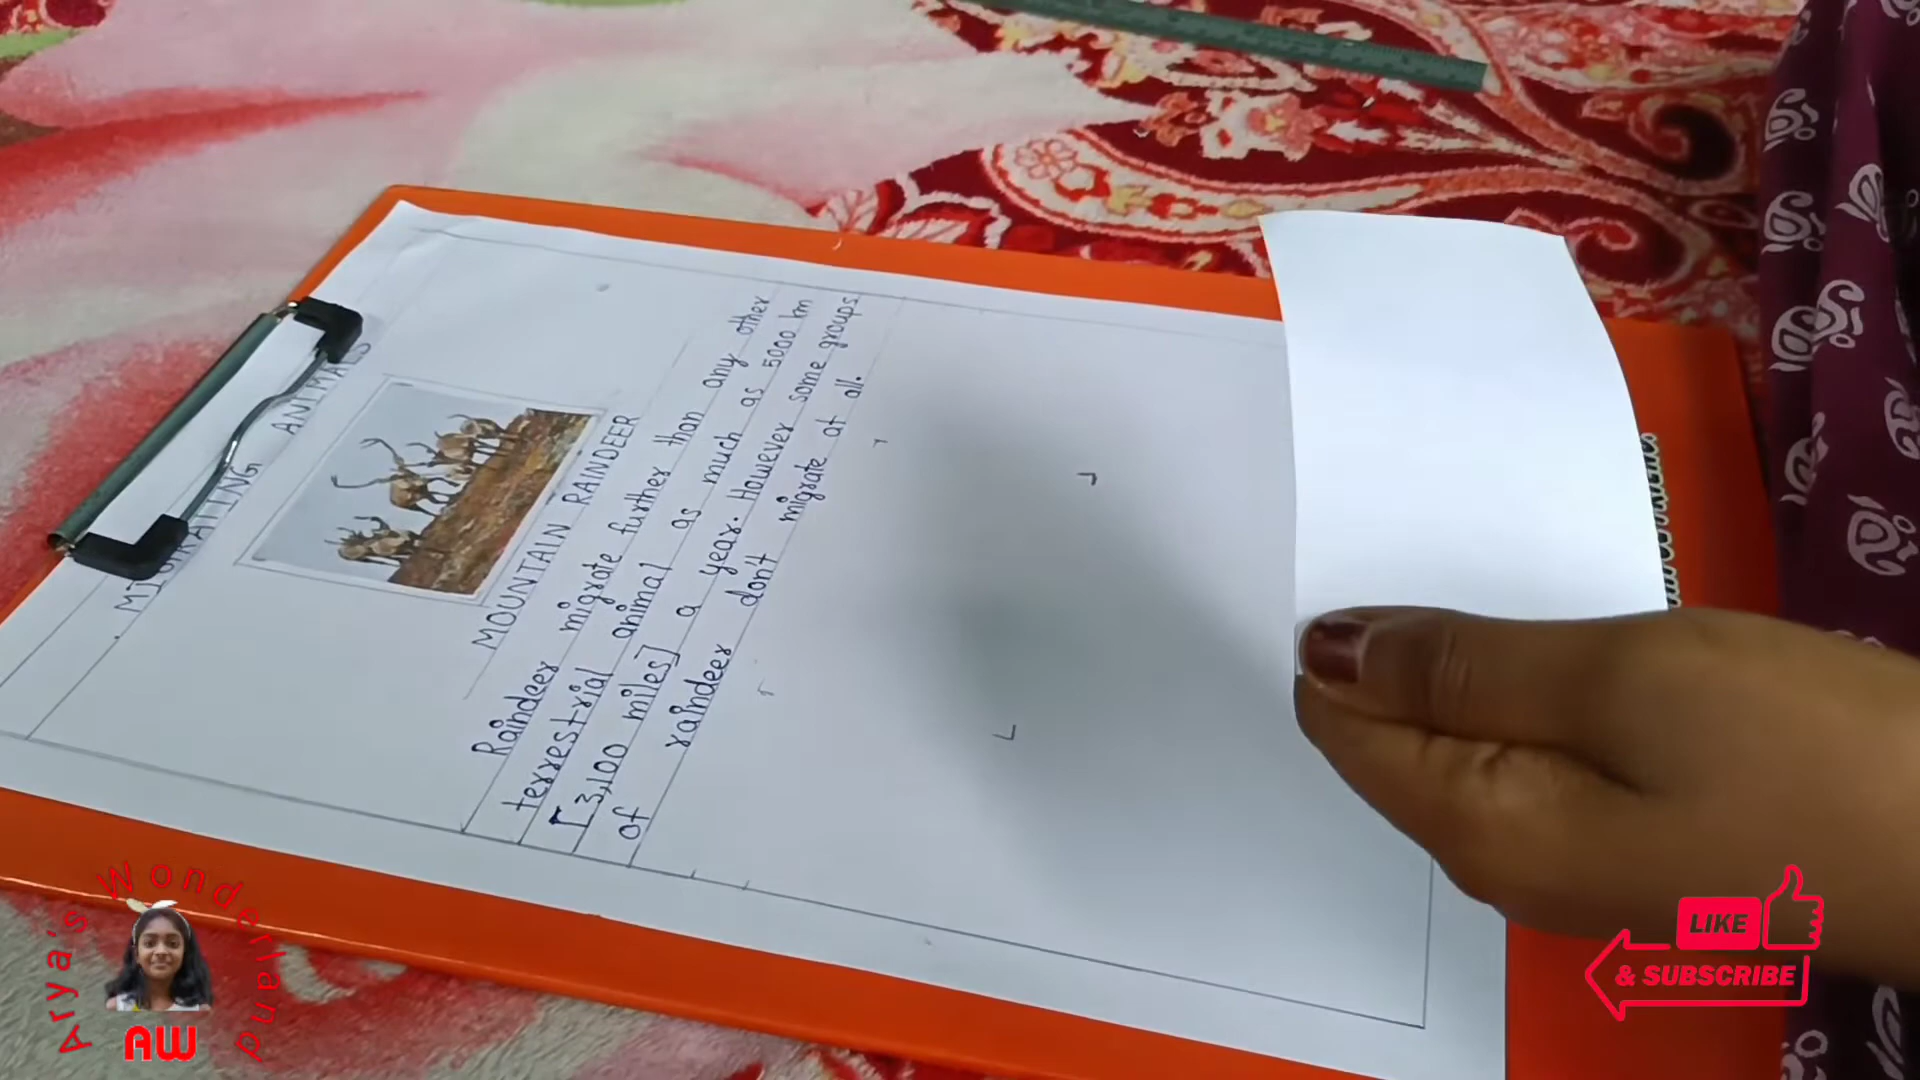 MIGRATING ANIMALS
MOUNTAIN RAINDEER
Raindeer migrate further than any other
terrestrial animal as much as 5000 km
[3,100 miles] a year. However some groups
of raindeer don't migrate at all.
Arya's Wonderland
AW
LIKE
& SUBSCRIBE